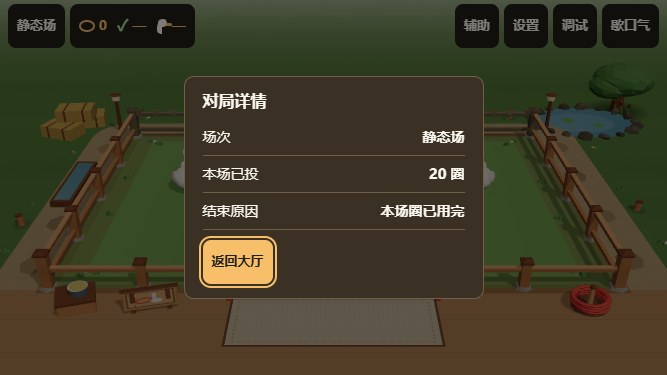 静态场
0
—
—
辅助
设置
调试
歇口气
对局详情
场次 静态场
本场已投 20 圈
结束原因 本场圈已用完
返回大厅